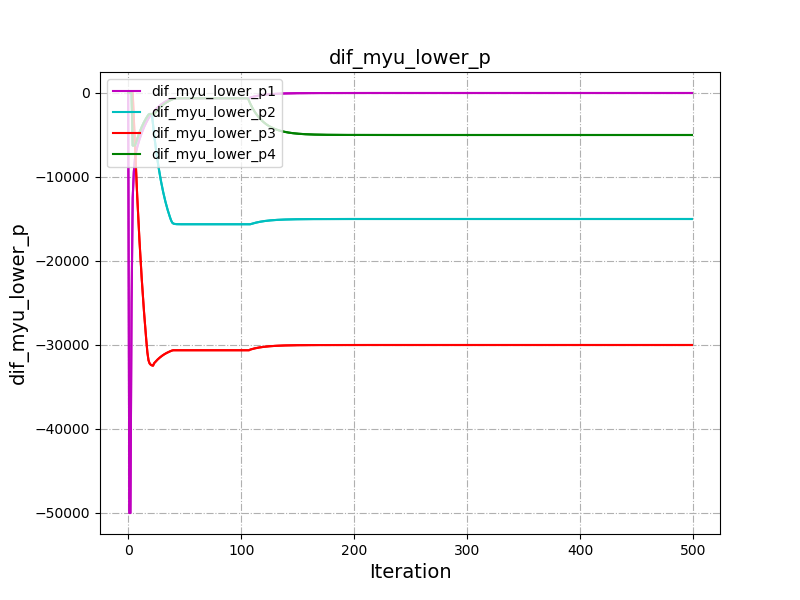 dif_myu_lower_p
dif_myu_lower_p1
dif_myu_lower_p2
dif_myu_lower_p3
dif_myu_lower_p4
dif_myu_lower_p
0
−10000
−20000
−30000
−40000
−50000
0 100 200 300 400 500
Iteration